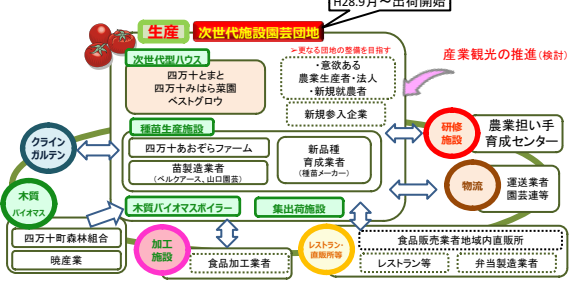 H28.9月～出荷開始
生産
次世代施設園芸団地
次世代型ハウス
四万十とまと
四万十みはら菜園
ベストグロウ
➢更なる団地の整備を目指す
・意欲ある
農業生産者・法人
・新規就農者
新規参入企業
産業観光の推進(検討)
種苗生産施設
四万十あおぞらファーム
苗製造業者
(ベルクアース、山口園芸)
新品種
育成業者
(種苗メーカー)
クライン
ガルテン
研修
施設
農業担い手
育成センター
物流
運送業者
園芸連等
木質
バイオマス
木質バイオマスボイラー
集出荷施設
四万十町森林組合
暁産業
加工
施設
食品加工業者
レストラン・
直販所等
食品販売業者地域内直販所
レストラン等
弁当製造業者